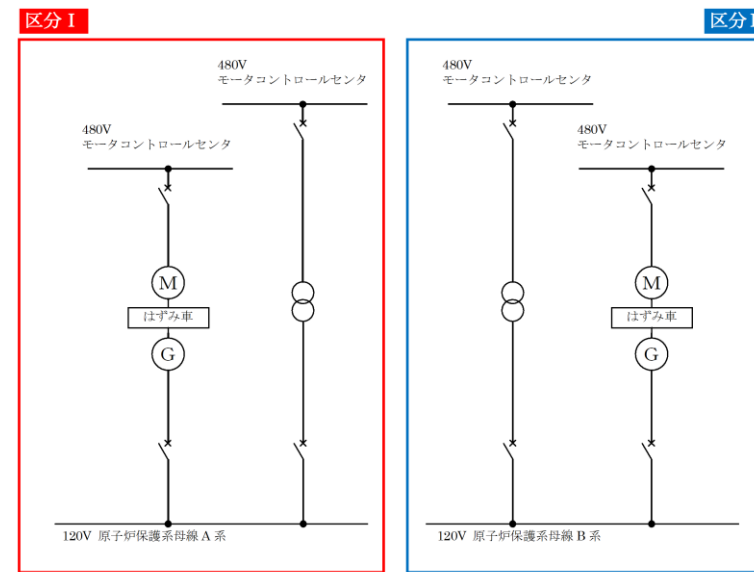 区分Ⅰ
480V
モータコントロールセンタ
480V
モータコントロールセンタ
M
はずみ車
G
120V 原子炉保護系母線 A 系
区分
480V
モータコントロールセンタ
480V
モータコントロールセンタ
M
はずみ車
G
120V 原子炉保護系母線 B 系